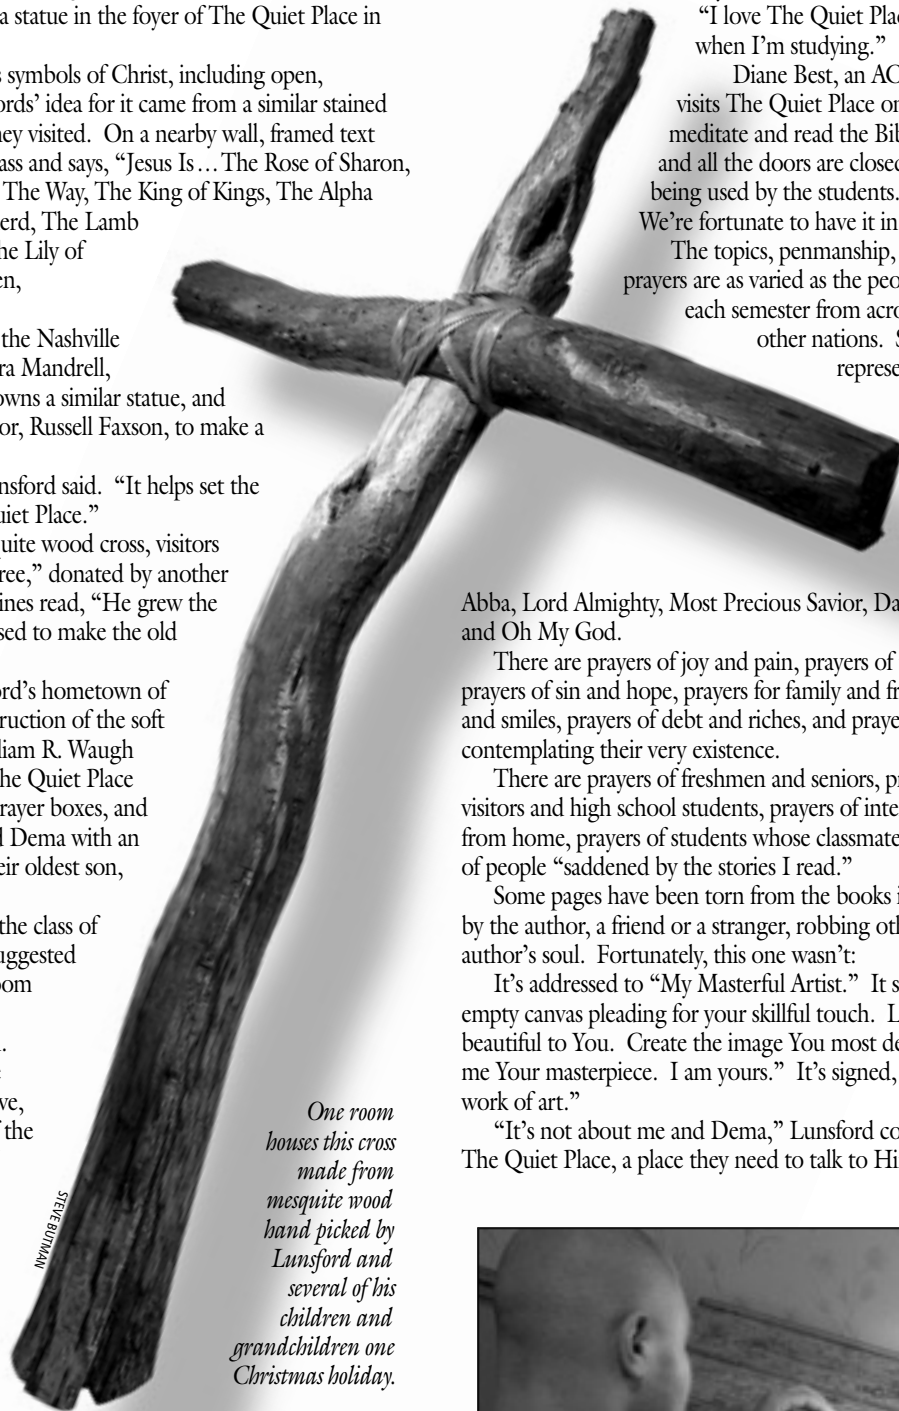 a statue in the foyer of The Quiet Place in
s symbols of Christ, including open,
ords’ idea for it came from a similar stained
hey visited. On a nearby wall, framed text
ass and says, “Jesus Is…The Rose of Sharon,
The Way, The King of Kings, The Alpha
erd, The Lamb
he Lily of
en,
the Nashville
ra Mandrell,
owns a similar statue, and
or, Russell Faxson, to make a
nsford said. “It helps set the
uiet Place.”
quite wood cross, visitors
ree,” donated by another
ines read, “He grew the
sed to make the old
ord’s hometown of
ruction of the soft
liam R. Waugh
he Quiet Place
rayer boxes, and
d Dema with an
eir oldest son,
the class of
uggested
oom
.
ve,
f the
STEVE BUTMAN
One room
houses this cross
made from
mesquite wood
hand picked by
Lunsford and
several of his
children and
grandchildren one
Christmas holiday.
“I love The Quiet Plac
when I’m studying.”
Diane Best, an AC
visits The Quiet Place on
meditate and read the Bib
and all the doors are closed
being used by the students.
We’re fortunate to have it in
The topics, penmanship,
prayers are as varied as the peo
each semester from acro
other nations. S
represe
Abba, Lord Almighty, Most Precious Savior, Da
and Oh My God.
There are prayers of joy and pain, prayers of
prayers of sin and hope, prayers for family and fr
and smiles, prayers of debt and riches, and praye
contemplating their very existence.
There are prayers of freshmen and seniors, pr
visitors and high school students, prayers of inte
from home, prayers of students whose classmate
of people “saddened by the stories I read.”
Some pages have been torn from the books i
by the author, a friend or a stranger, robbing oth
author’s soul. Fortunately, this one wasn’t:
It’s addressed to “My Masterful Artist.” It s
empty canvas pleading for your skillful touch. L
beautiful to You. Create the image You most de
me Your masterpiece. I am yours.” It’s signed,
work of art.”
“It’s not about me and Dema,” Lunsford co
The Quiet Place, a place they need to talk to Hi